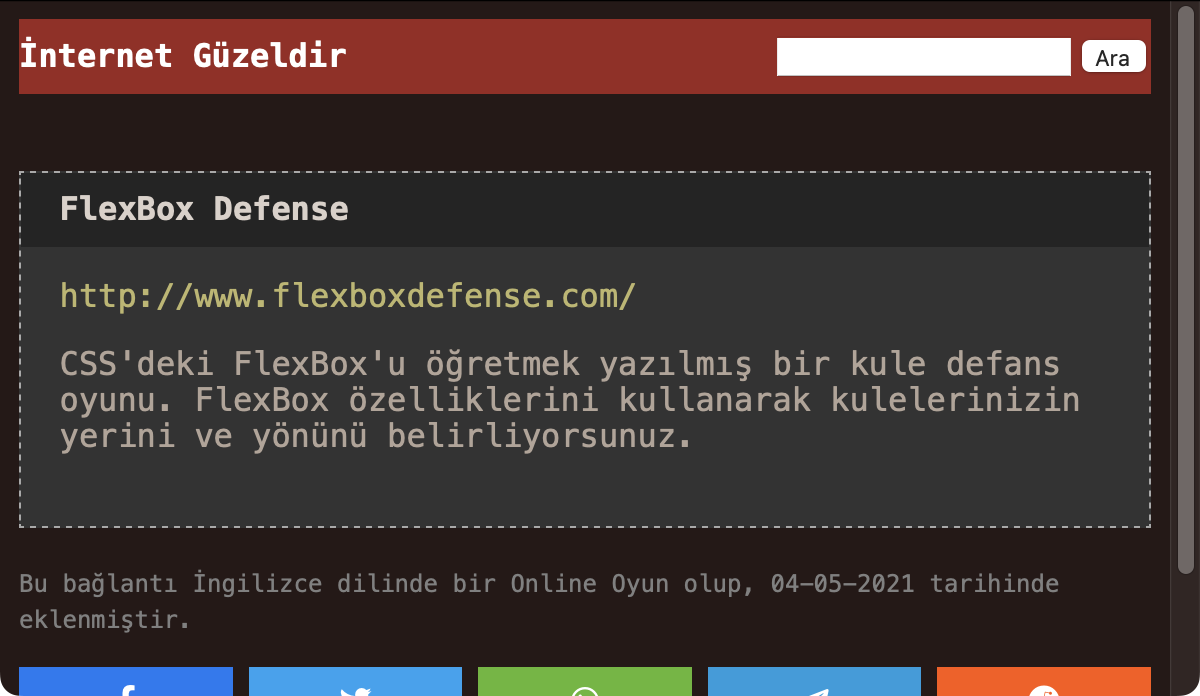 İnternet Güzeldir
Ara
FlexBox Defense
http://www.flexboxdefense.com/
CSS'deki FlexBox'u öğretmek yazılmış bir kule defans
oyunu. FlexBox özelliklerini kullanarak kulelerinizin
yerini ve yönünü belirliyorsunuz.
Bu bağlantı İngilizce dilinde bir Online Oyun olup, 04-05-2021 tarihinde
eklenmiştir.